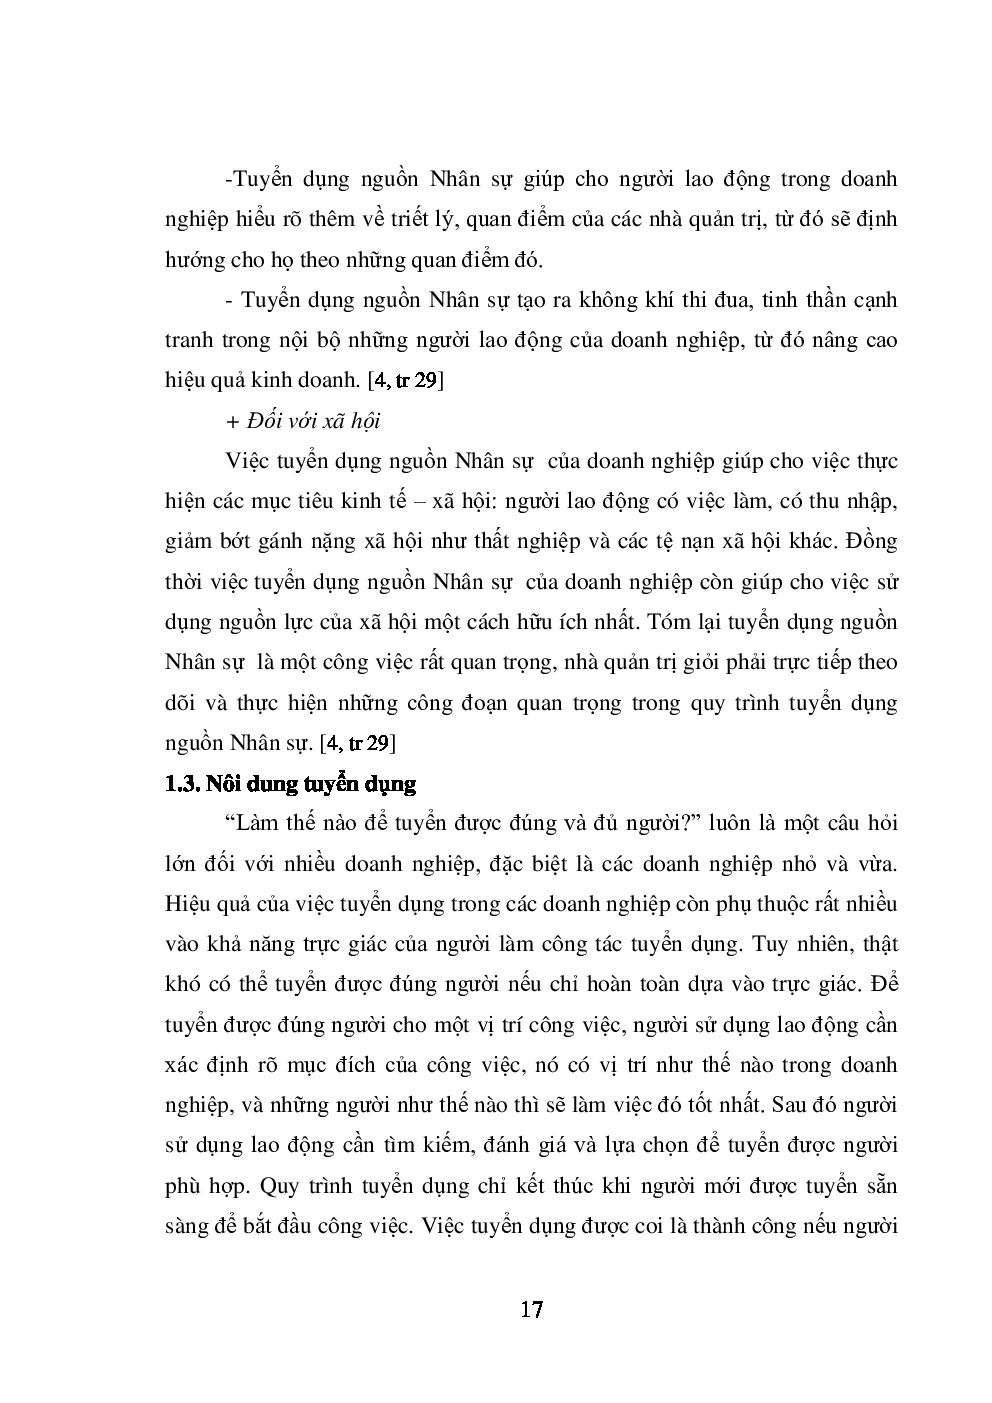 -Tuyển dụng nguồn Nhân sự giúp cho người lao động trong doanh
nghiệp hiểu rõ thêm về triết lý, quan điểm của các nhà quản trị, từ đó sẽ định
hướng cho họ theo những quan điểm đó.
- Tuyển dụng nguồn Nhân sự tạo ra không khí thi đua, tinh thần cạnh
tranh trong nội bộ những người lao động của doanh nghiệp, từ đó nâng cao
hiệu quả kinh doanh. [4, tr 29]
+ Đối với xã hội
Việc tuyển dụng nguồn Nhân sự  của doanh nghiệp giúp cho việc thực
hiện các mục tiêu kinh tế – xã hội: người lao động có việc làm, có thu nhập,
giảm bớt gánh nặng xã hội như thất nghiệp và các tệ nạn xã hội khác. Đồng
thời việc tuyển dụng nguồn Nhân sự  của doanh nghiệp còn giúp cho việc sử
dụng nguồn lực của xã hội một cách hữu ích nhất. Tóm lại tuyển dụng nguồn
Nhân sự  là một công việc rất quan trọng, nhà quản trị giỏi phải trực tiếp theo
dõi và thực hiện những công đoạn quan trọng trong quy trình tuyển dụng
nguồn Nhân sự. [4, tr 29]
1.3. Nôi dung tuyển dụng
“Làm thế nào để tuyển được đúng và đủ người?” luôn là một câu hỏi
lớn đối với nhiều doanh nghiệp, đặc biệt là các doanh nghiệp nhỏ và vừa.
Hiệu quả của việc tuyển dụng trong các doanh nghiệp còn phụ thuộc rất nhiều
vào khả năng trực giác của người làm công tác tuyển dụng. Tuy nhiên, thật
khó có thể tuyển được đúng người nếu chỉ hoàn toàn dựa vào trực giác. Để
tuyển được đúng người cho một vị trí công việc, người sử dụng lao động cần
xác định rõ mục đích của công việc, nó có vị trí như thế nào trong doanh
nghiệp, và những người như thế nào thì sẽ làm việc đó tốt nhất. Sau đó người
sử dụng lao động cần tìm kiếm, đánh giá và lựa chọn để tuyển được người
phù hợp. Quy trình tuyển dụng chỉ kết thúc khi người mới được tuyển sẵn
sàng để bắt đầu công việc. Việc tuyển dụng được coi là thành công nếu người
17